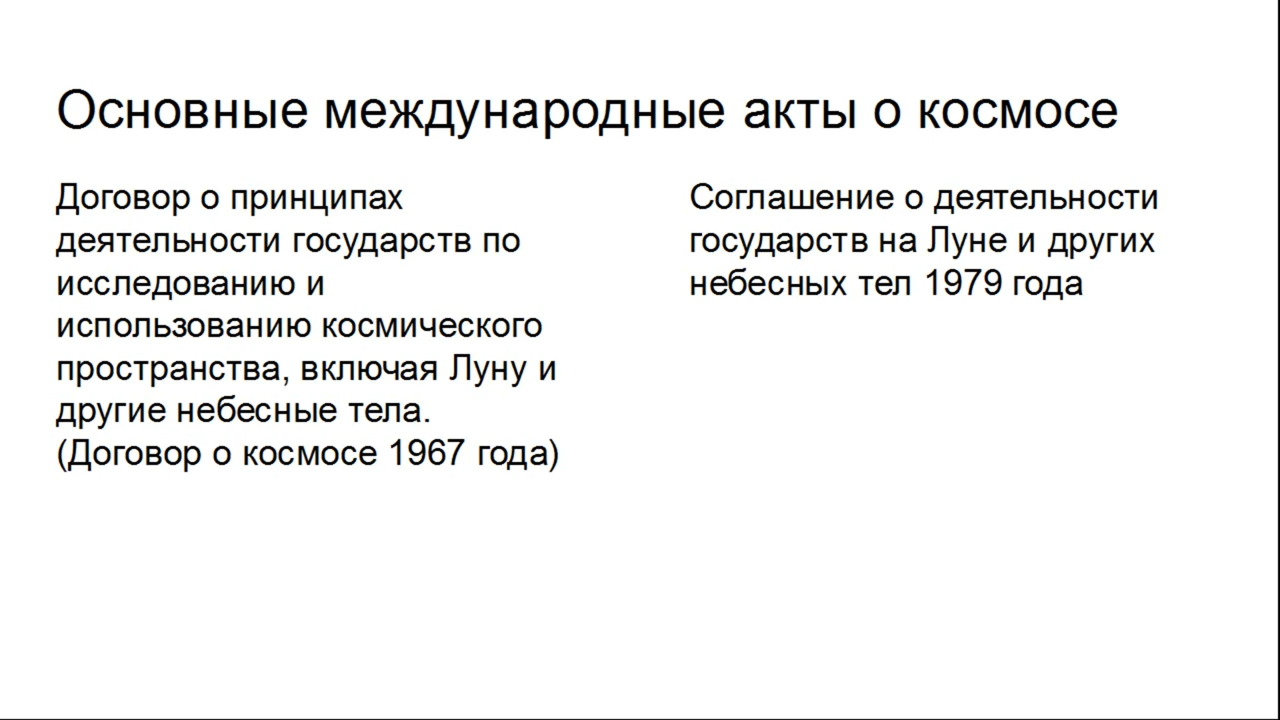 Основные международные акты о космосе
Договор о принципах
деятельности государств по
исследованию и
использованию космического
пространства, включая Луну и
другие небесные тела.
(Договор о космосе 1967 года)
Соглашение о деятельности
государств на Луне и других
небесных тел 1979 года